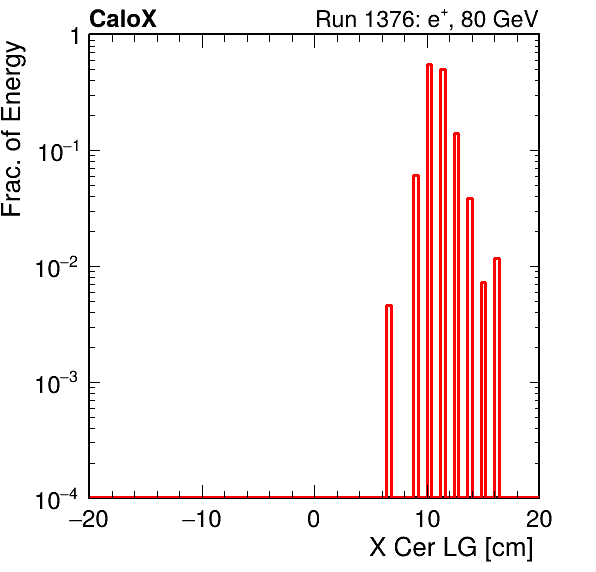 CaloX Run 1376: e⁺, 80 GeV
Frac. of Energy
1
10⁻¹
10⁻²
10⁻³
10⁻⁴
−20 −10 0 10 20
X Cer LG [cm]